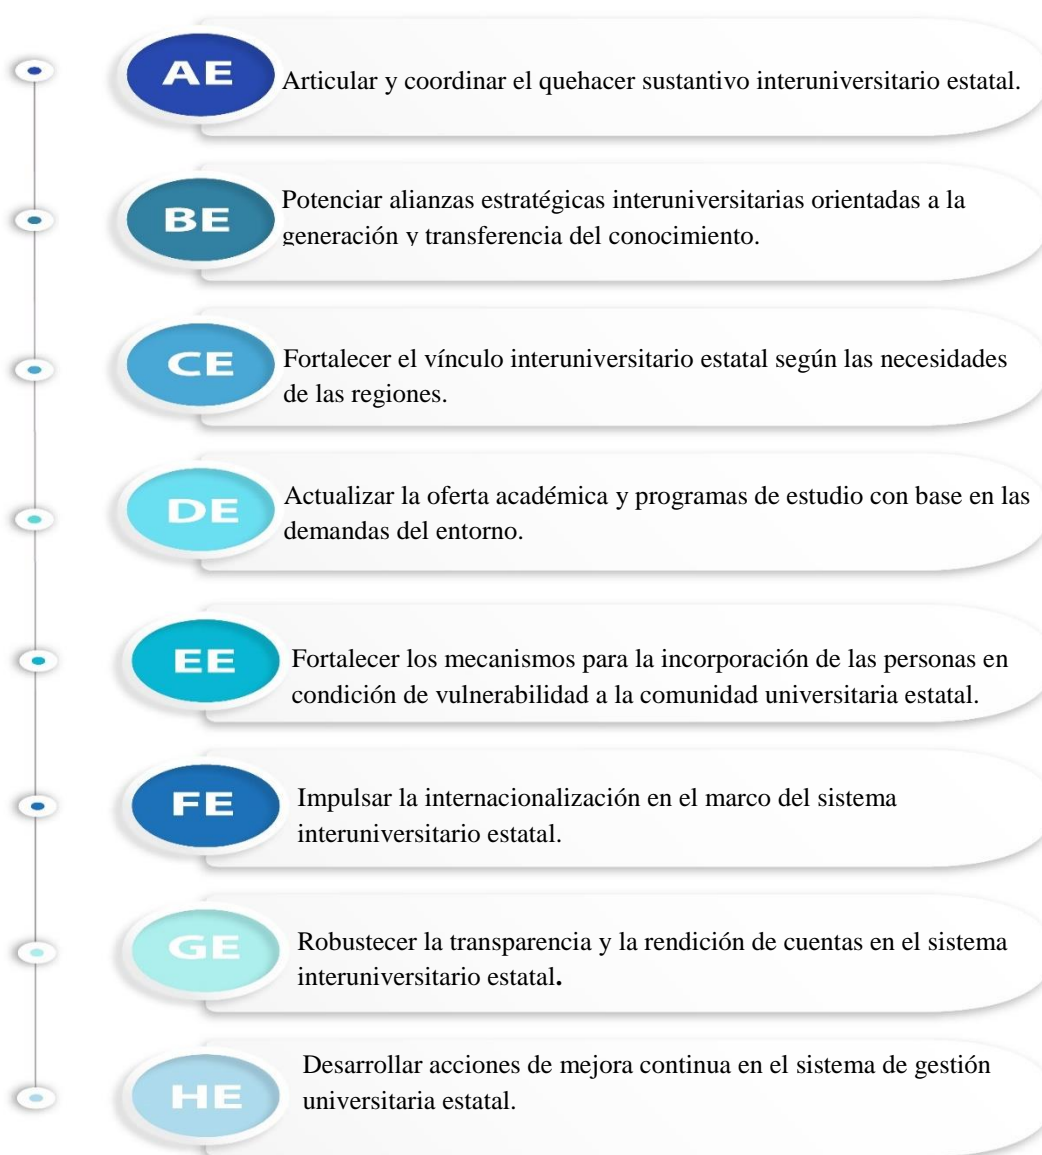 AE
Articular y coordinar el quehacer sustantivo interuniversitario estatal.
BE
Potenciar alianzas estratégicas interuniversitarias orientadas a la
generación y transferencia del conocimiento.
CE
Fortalecer el vínculo interuniversitario estatal según las necesidades
de las regiones.
DE
Actualizar la oferta académica y programas de estudio con base en las
demandas del entorno.
EE
Fortalecer los mecanismos para la incorporación de las personas en
condición de vulnerabilidad a la comunidad universitaria estatal.
FE
Impulsar la internacionalización en el marco del sistema
interuniversitario estatal.
GE
Robustecer la transparencia y la rendición de cuentas en el sistema
interuniversitario estatal.
HE
Desarrollar acciones de mejora continua en el sistema de gestión
universitaria estatal.